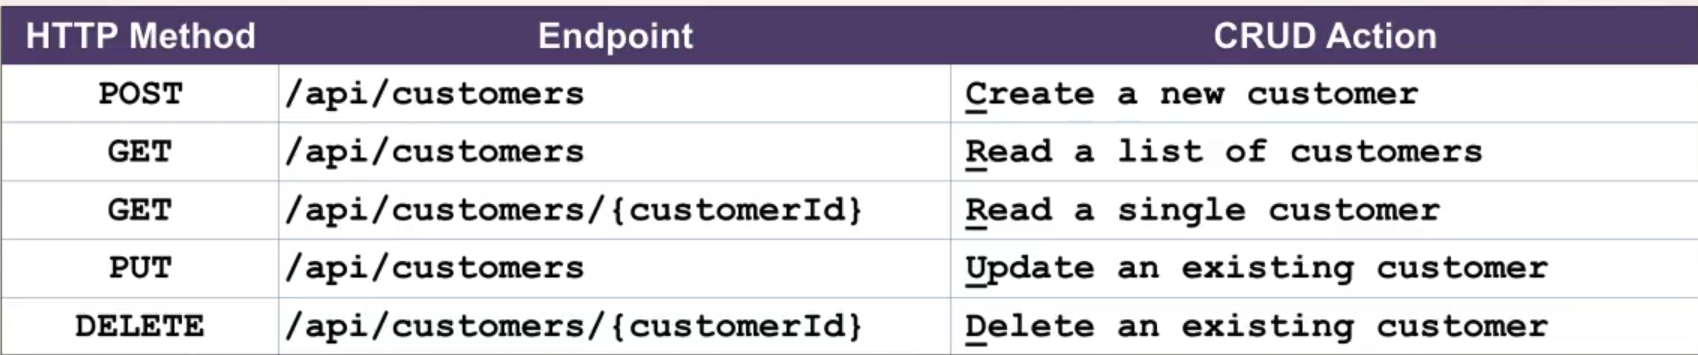 HTTP Method Endpoint CRUD Action
POST /api/customers Create a new customer
GET /api/customers Read a list of customers
GET /api/customers/{customerId} Read a single customer
PUT /api/customers Update an existing customer
DELETE /api/customers/{customerId} Delete an existing customer